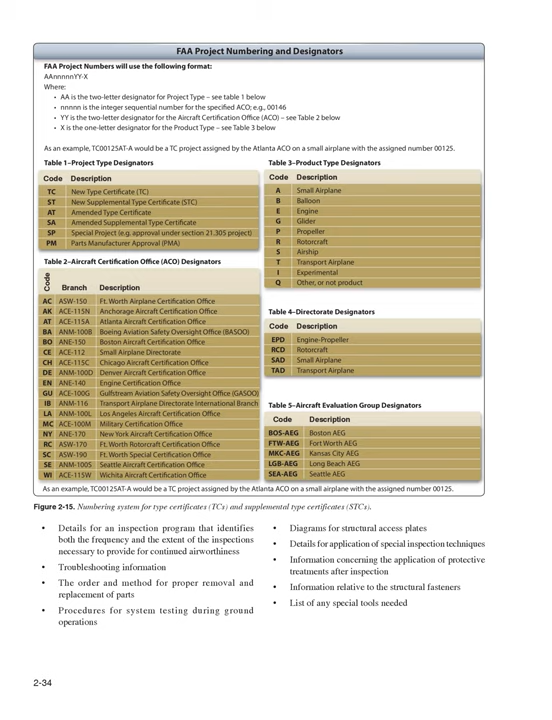 FAA Project Numbering and Designators
FAA Project Numbers will use the following format:
AAnnnnnYY-X
Where:
• AA is the two-letter designator for Project Type – see table 1 below
• nnnnn is the integer sequential number for the specified ACO; e.g., 00146
• YY is the two-letter designator for the Aircraft Certification Office (ACO) – see Table 2 below
• X is the one-letter designator for the Product Type – see Table 3 below
As an example, TC00125AT-A would be a TC project assigned by the Atlanta ACO on a small airplane with the assigned number 00125.
Table 1–Project Type Designators
Code Description
TC New Type Certificate (TC)
ST New Supplemental Type Certificate (STC)
AT Amended Type Certificate
SA Amended Supplemental Type Certificate
SP Special Project (e.g. approval under section 21.305 project)
PM Parts Manufacturer Approval (PMA)
Table 2–Aircraft Certification Office (ACO) Designators
Code Branch Description
AC ASW-150 Ft. Worth Airplane Certification Office
AK ACE-115N Anchorage Aircraft Certification Office
AT ACE-115A Atlanta Aircraft Certification Office
BA ANM-100B Boeing Aviation Safety Oversight Office (BASOO)
BO ANE-150 Boston Aircraft Certification Office
CE ACE-112 Small Airplane Directorate
CH ACE-115C Chicago Aircraft Certification Office
DE ANM-100D Denver Aircraft Certification Office
EN ANE-140 Engine Certification Office
GU ACE-100G Gulfstream Aviation Safety Oversight Office (GASOO)
IB ANM-116 Transport Airplane Directorate International Branch
LA ANM-100L Los Angeles Aircraft Certification Office
MC ACE-100M Military Certification Office
NY ANE-170 New York Aircraft Certification Office
RC ASW-170 Ft. Worth Rotorcraft Certification Office
SC ASW-190 Ft. Worth Special Certification Office
SE ANM-100S Seattle Aircraft Certification Office
WI ACE-115W Wichita Aircraft Certification Office
Table 3–Product Type Designators
Code Description
A Small Airplane
B Balloon
E Engine
G Glider
P Propeller
R Rotorcraft
S Airship
T Transport Airplane
I Experimental
Q Other, or not product
Table 4–Directorate Designators
Code Description
EPD Engine-Propeller
RCD Rotorcraft
SAD Small Airplane
TAD Transport Airplane
Table 5–Aircraft Evaluation Group Designators
Code Description
BOS-AEG Boston AEG
FTW-AEG Fort Worth AEG
MKC-AEG Kansas City AEG
LGB-AEG Long Beach AEG
SEA-AEG Seattle AEG
As an example, TC00125AT-A would be a TC project assigned by the Atlanta ACO on a small airplane with the assigned number 00125.
Figure 2-15. Numbering system for type certificates (TCs) and supplemental type certificates (STCs).
• Details for an inspection program that identifies
both the frequency and the extent of the inspections
necessary to provide for continued airworthiness
• Troubleshooting information
• The order and method for proper removal and
replacement of parts
• Procedures for system testing during ground
operations
• Diagrams for structural access plates
• Details for application of special inspection techniques
• Information concerning the application of protective
treatments after inspection
• Information relative to the structural fasteners
• List of any special tools needed
2-34